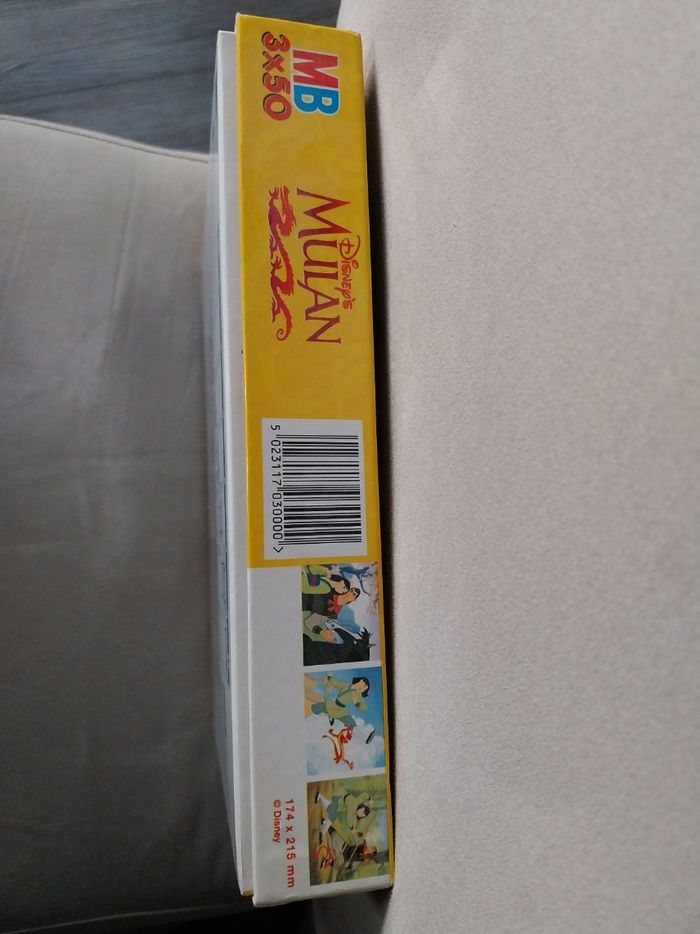 MB
3x50
Disney's
MULAN
5 023117 030000 >
174 x 215 mm
© Disney